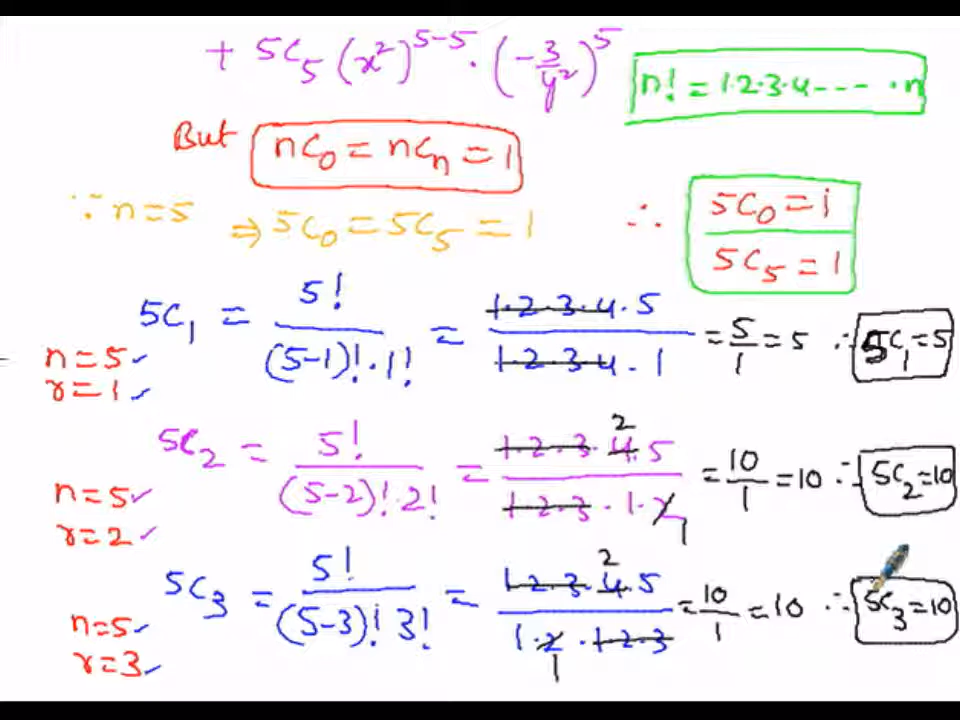 + 5C₅ (x²)⁵⁻⁵ · (-3/y²)⁵
n! = 1·2·3·4---- · n
But nC₀ = nCₙ = 1
∵ n = 5 ⇒ 5C₀ = 5C₅ = 1 ∴ 5C₀ = 1
5C₅ = 1
5C₁ = 5!/((5-1)!·1!) = (1·2·3·4·5)/(1·2·3·4·1) = 5/1 = 5 ∴ 5C₁ = 5
n = 5 ✓
r = 1 ✓
5C₂ = 5!/((5-2)!·2!) = (1·2·3·4·5)/(1·2·3·1·2) = 10/1 = 10 ∴ 5C₂ = 10
2
1
n = 5 ✓
r = 2 ✓
5C₃ = 5!/((5-3)! 3!) = (1·2·3·4·5)/(1·2·1·2·3) = 10/1 = 10 ∴ 5C₃ = 10
2
1
n = 5 ✓
r = 3 ✓